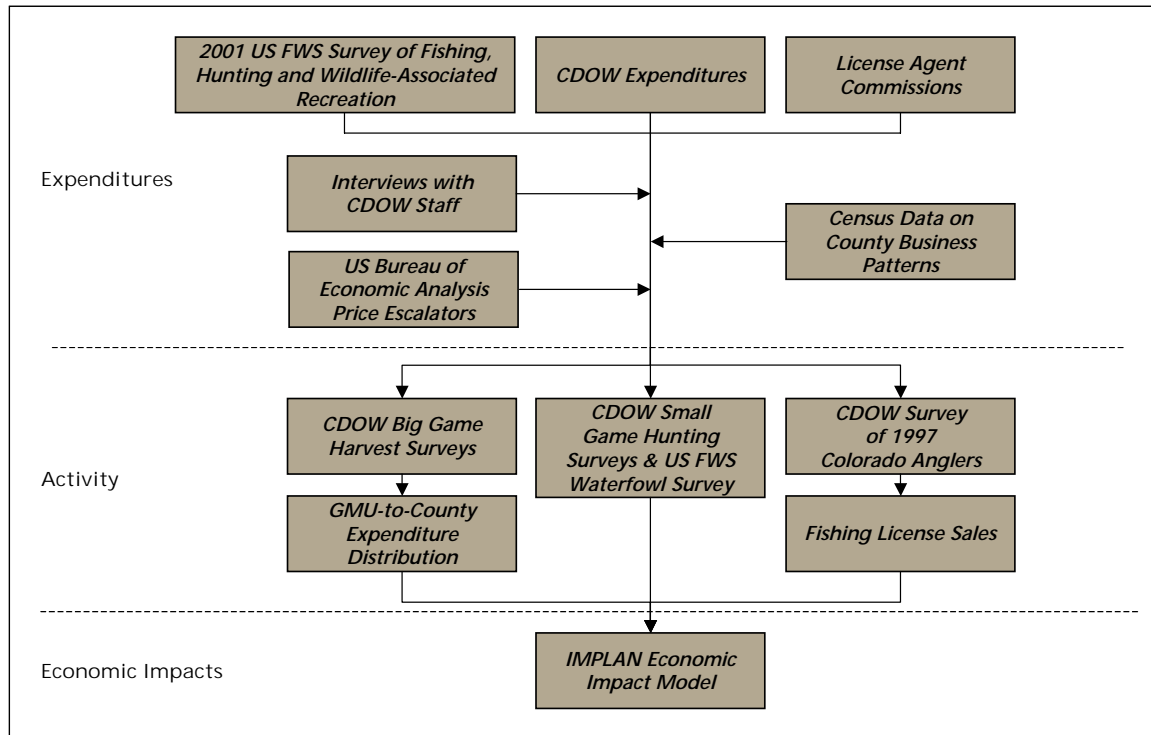 2001 US FWS Survey of Fishing,
Hunting and Wildlife-Associated
Recreation
CDOW Expenditures
License Agent
Commissions
Expenditures
Interviews with
CDOW Staff
Census Data on
County Business
Patterns
US Bureau of
Economic Analysis
Price Escalators
CDOW Big Game
Harvest Surveys
CDOW Small
Game Hunting
Surveys & US FWS
Waterfowl Survey
CDOW Survey
of 1997
Colorado Anglers
Activity
GMU-to-County
Expenditure
Distribution
Fishing License Sales
Economic Impacts
IMPLAN Economic
Impact Model